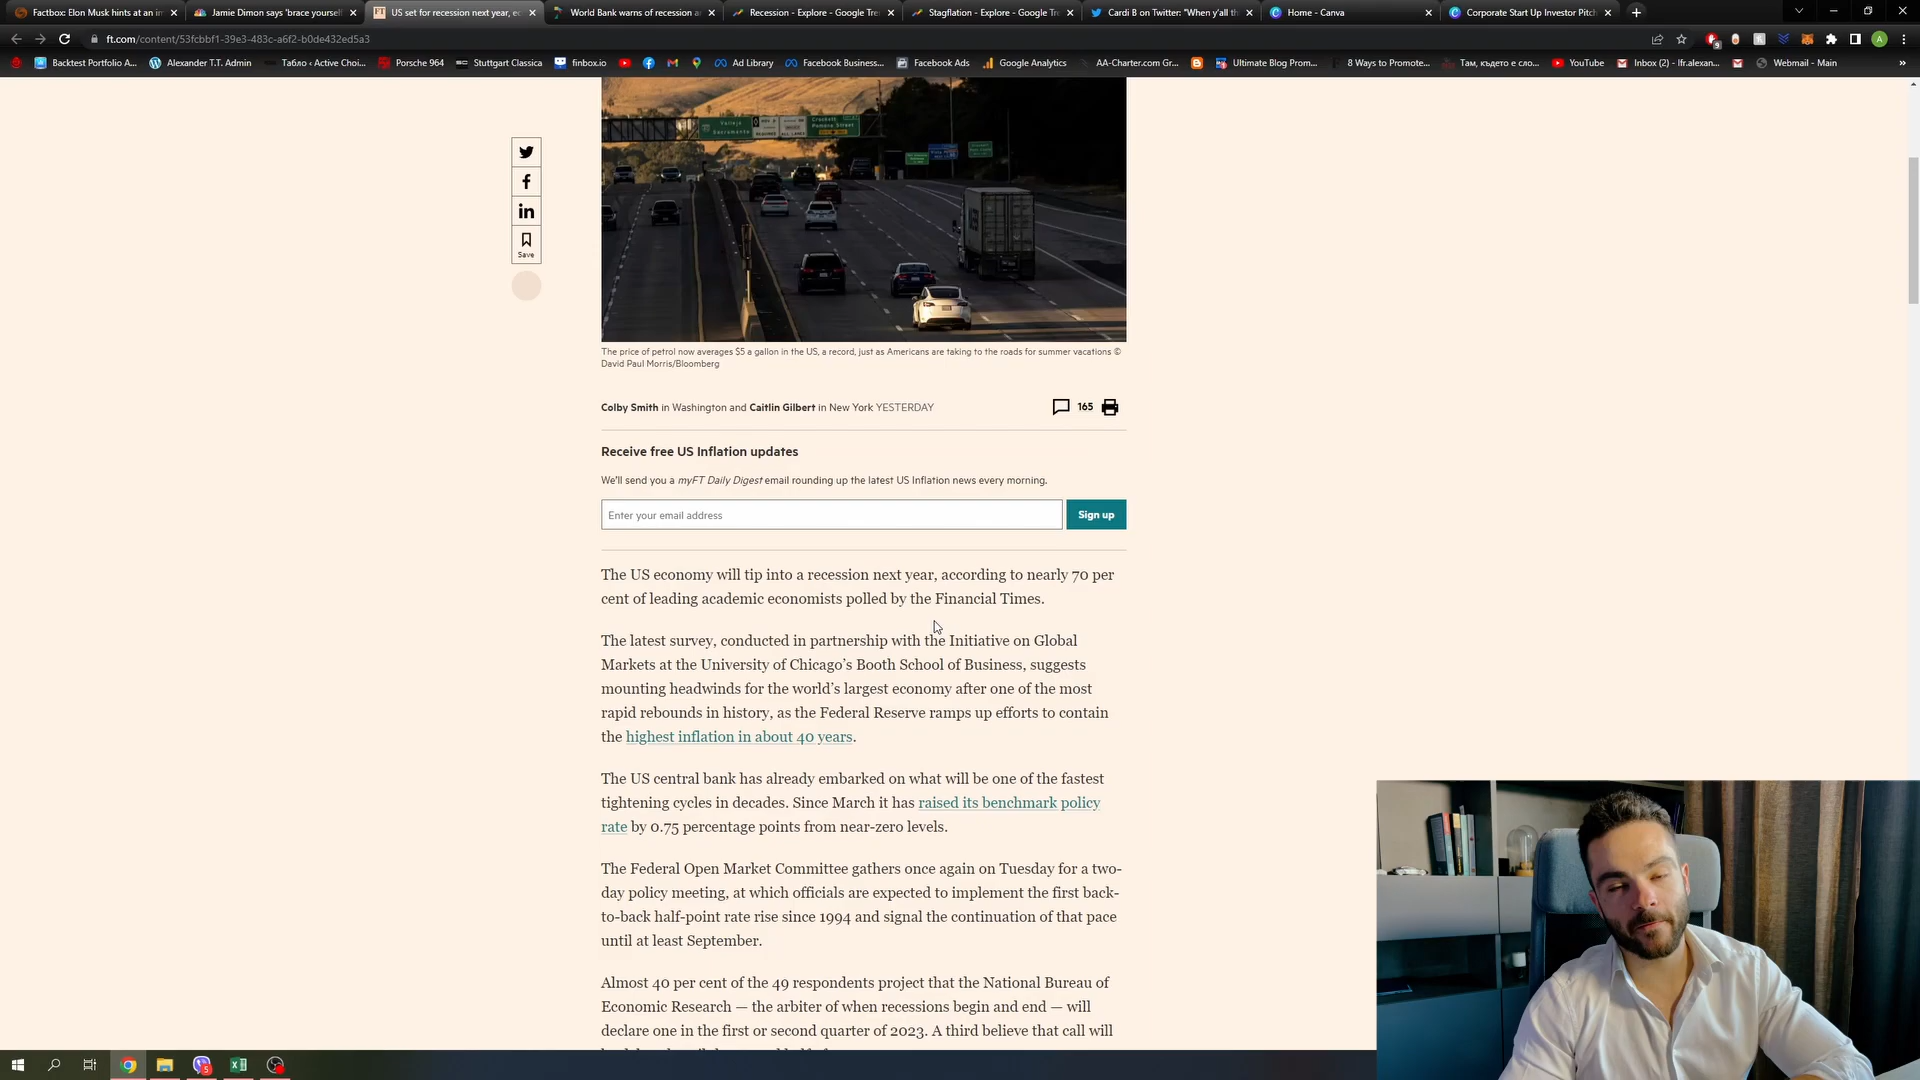 Factbox: Elon Musk hints at an im
Jamie Dimon says 'brace yourself
US set for recession next year, ec
World Bank warns of recession a
Recession - Explore - Google Tre
Stagflation - Explore - Google Tr
Cardi B on Twitter: "When y'all th
Home - Canva
Corporate Start Up Investor Pitch
ft.com/content/53fcbbf1-39e3-483c-a6f2-b0de432ed5a3
Backtest Portfolio A...
Alexander T.T. Admin
Табло ‹ Active Choi...
Porsche 964
Stuttgart Classica
finbox.io
Ad Library
Facebook Business...
Facebook Ads
Google Analytics
AA-Charter.com Gr...
Ultimate Blog Prom...
8 Ways to Promote...
Там, където е сло...
YouTube
Inbox (2) - lfr.alexan...
Webmail - Main
Vallejo
Sacramento
Crockett
Pomona Street
Save
The price of petrol now averages $5 a gallon in the US, a record, just as Americans are taking to the roads for summer vacations ©
David Paul Morris/Bloomberg
Colby Smith in Washington and Caitlin Gilbert in New York YESTERDAY
165
Receive free US Inflation updates
We'll send you a myFT Daily Digest email rounding up the latest US Inflation news every morning.
Enter your email address
Sign up
The US economy will tip into a recession next year, according to nearly 70 per
cent of leading academic economists polled by the Financial Times.
The latest survey, conducted in partnership with the Initiative on Global
Markets at the University of Chicago's Booth School of Business, suggests
mounting headwinds for the world's largest economy after one of the most
rapid rebounds in history, as the Federal Reserve ramps up efforts to contain
the highest inflation in about 40 years.
The US central bank has already embarked on what will be one of the fastest
tightening cycles in decades. Since March it has raised its benchmark policy
rate by 0.75 percentage points from near-zero levels.
The Federal Open Market Committee gathers once again on Tuesday for a two-
day policy meeting, at which officials are expected to implement the first back-
to-back half-point rate rise since 1994 and signal the continuation of that pace
until at least September.
Almost 40 per cent of the 49 respondents project that the National Bureau of
Economic Research — the arbiter of when recessions begin and end — will
declare one in the first or second quarter of 2023. A third believe that call will